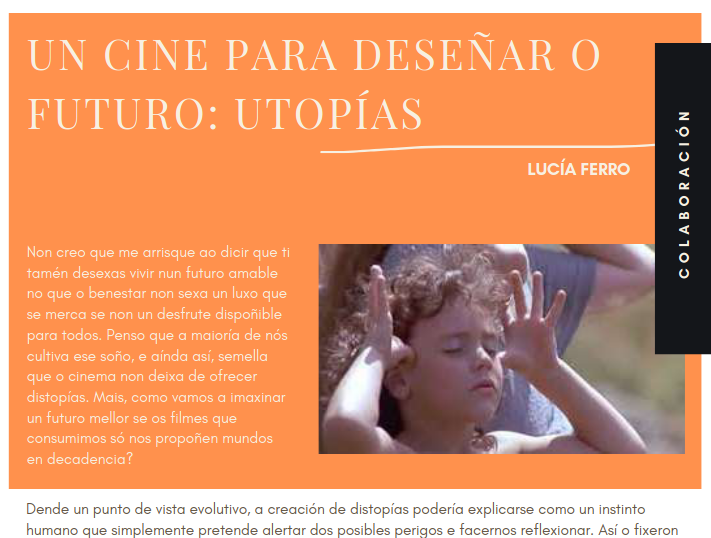 UN CINE PARA DESEÑAR O
FUTURO: UTOPÍAS
LUCÍA FERRO
COLABORACIÓN
Non creo que me arrisque ao dicir que ti
tamén desexas vivir nun futuro amable
no que o benestar non sexa un luxo que
se merca se non un desfrute dispoñible
para todos. Penso que a maioría de nós
cultiva ese soño, e aínda así, semella
que o cinema non deixa de ofrecer
distopías. Mais, como vamos a imaxinar
un futuro mellor se os filmes que
consumimos só nos propoñen mundos
en decadencia?
Dende un punto de vista evolutivo, a creación de distopías podería explicarse como un instinto
humano que simplemente pretende alertar dos posibles perigos e facernos reflexionar. Así o fixeron